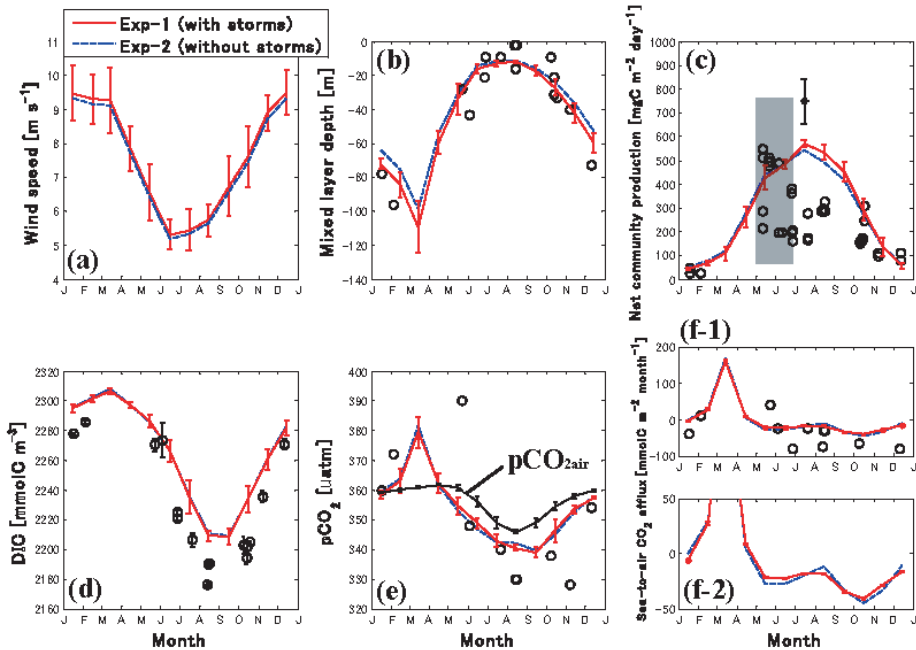 Exp-1 (with storms)
Exp-2 (without storms)
Wind speed [m s⁻¹]
11
10
9
8
7
6
5
4
(a)
J F M A M J J A S O N D J
Mixed layer depth [m]
(b)
0
-20
-40
-60
-80
-100
-120
-140
J F M A M J J A S O N D J
Month
Net community production [mgC m⁻² day⁻¹]
(c)
1000
900
800
700
600
500
400
300
200
100
0
J F M A M J J A S O N D J
Month
DIC [mmolC m⁻³]
2320
2300
2280
2260
2240
2220
2200
2180
2160
(d)
J F M A M J J A S O N D J
Month
pCO₂ [μatm]
400
390
380
370
360
350
340
330
320
pCO₂ₐᵢᵣ
(e)
J F M A M J J A S O N D J
Month
(f-1)
Sea-to-air CO₂ afflux [mmolC m⁻² month⁻¹]
200
100
0
-100
J F M A M J J A S O N D J
50
0
-50
(f-2)
J F M A M J J A S O N D J
Month